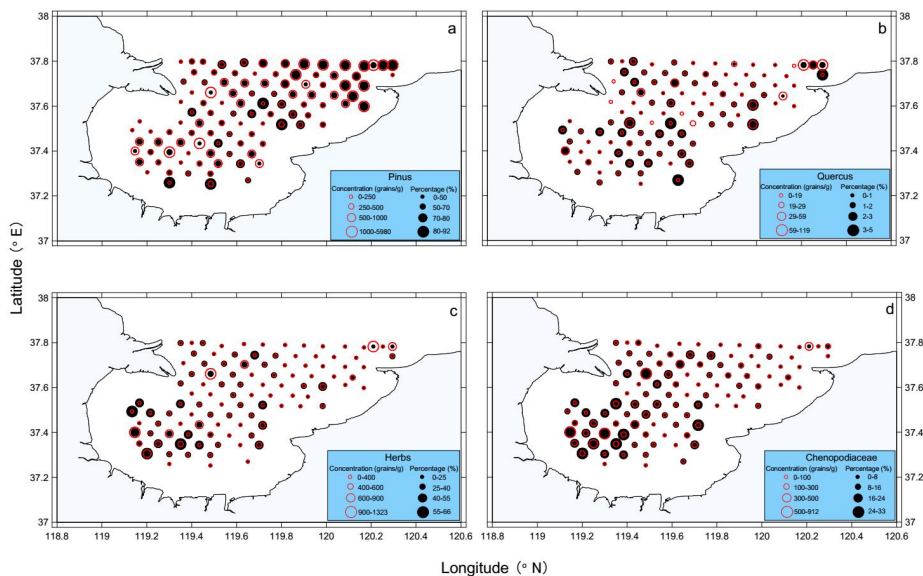 38
37.8
37.6
37.4
37.2
37
a
Pinus
Concentration (grains/g) Percentage (%)
0-250 0-50
250-500 50-70
500-1000 70-80
1000-5980 80-92
b
38
37.8
37.6
37.4
37.2
37
Quercus
Concentration (grains/g) Percentage (%)
0-19 0-1
19-29 1-2
29-59 2-3
59-119 3-5
Latitude (° E)
38
37.8
37.6
37.4
37.2
37
c
Herbs
Concentration (grains/g) Percentage (%)
0-400 0-25
400-600 25-40
600-900 40-55
900-1323 55-66
118.8 119 119.2 119.4 119.6 119.8 120 120.2 120.4 120.6
d
38
37.8
37.6
37.4
37.2
37
Chenopodiaceae
Concentration (grains/g) Percentage (%)
0-100 0-8
100-300 8-16
300-500 16-24
500-912 24-33
118.8 119 119.2 119.4 119.6 119.8 120 120.2 120.4 120.6
Longitude (° N)